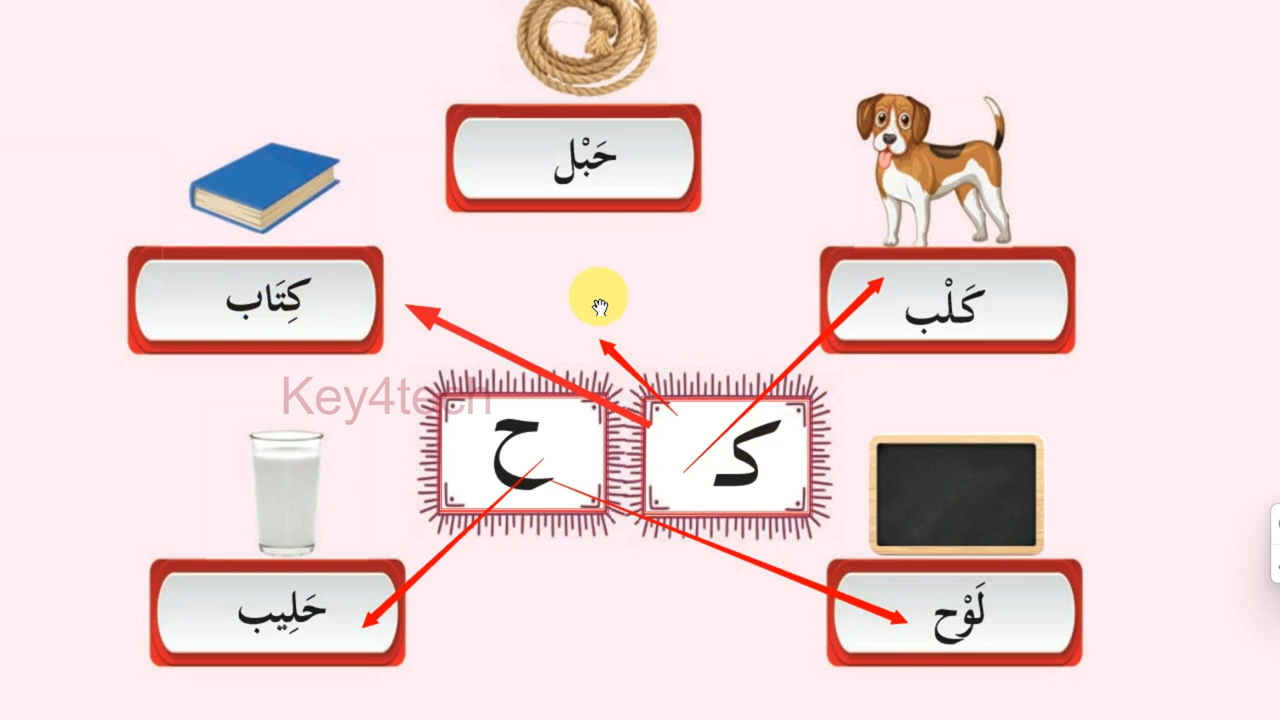 حَبْل
كَلْب
كِتَابٌ
Key4tech
كـ
ح
حَلِيب
لَوْح